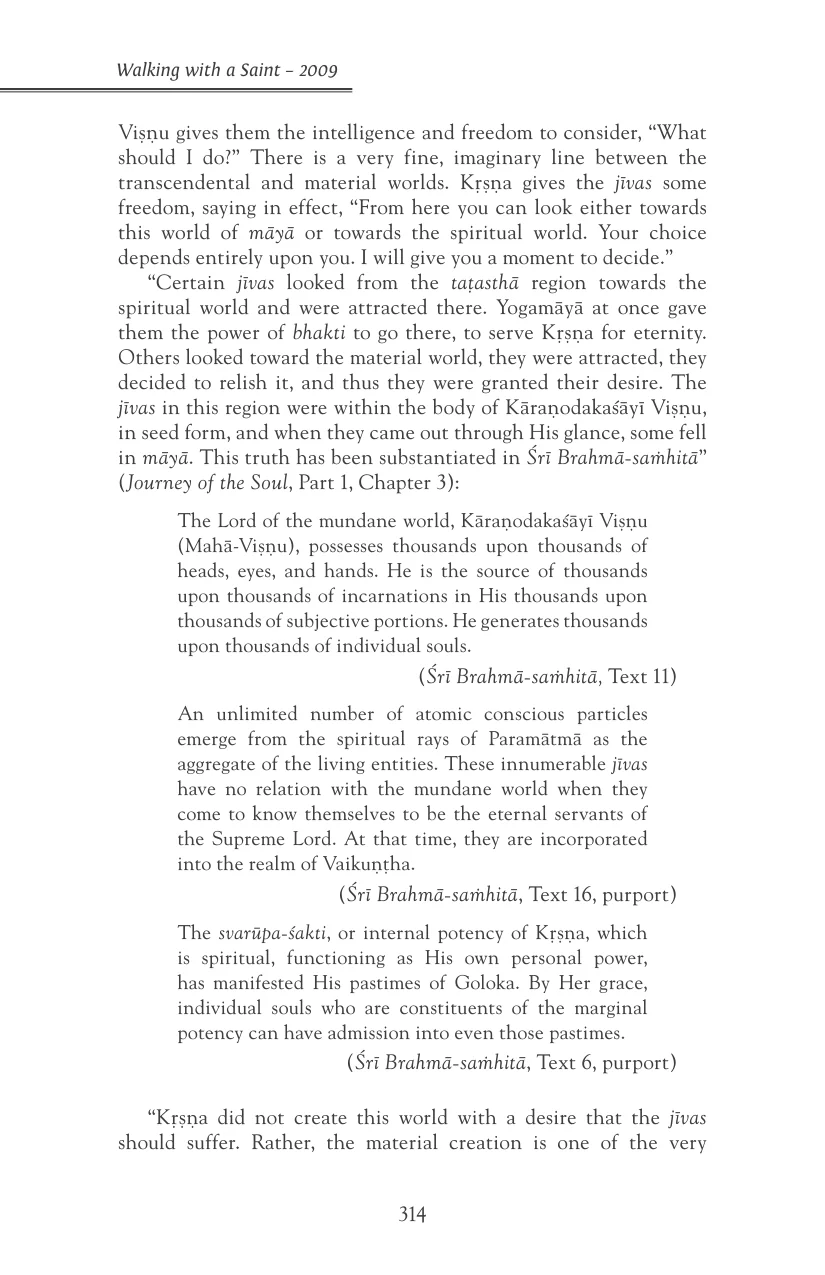 Walking with a Saint – 2009
Viṣṇu gives them the intelligence and freedom to consider, “What
should I do?” There is a very fine, imaginary line between the
transcendental and material worlds. Kṛṣṇa gives the jīvas some
freedom, saying in effect, “From here you can look either towards
this world of māyā or towards the spiritual world. Your choice
depends entirely upon you. I will give you a moment to decide.”
“Certain jīvas looked from the taṭasthā region towards the
spiritual world and were attracted there. Yogamāyā at once gave
them the power of bhakti to go there, to serve Kṛṣṇa for eternity.
Others looked toward the material world, they were attracted, they
decided to relish it, and thus they were granted their desire. The
jīvas in this region were within the body of Kāraṇodakaśāyī Viṣṇu,
in seed form, and when they came out through His glance, some fell
in māyā. This truth has been substantiated in Śrī Brahmā-saṁhitā”
(Journey of the Soul, Part 1, Chapter 3):
The Lord of the mundane world, Kāraṇodakaśāyī Viṣṇu
(Mahā-Viṣṇu), possesses thousands upon thousands of
heads, eyes, and hands. He is the source of thousands
upon thousands of incarnations in His thousands upon
thousands of subjective portions. He generates thousands
upon thousands of individual souls.
(Śrī Brahmā-saṁhitā, Text 11)
An unlimited number of atomic conscious particles
emerge from the spiritual rays of Paramātmā as the
aggregate of the living entities. These innumerable jīvas
have no relation with the mundane world when they
come to know themselves to be the eternal servants of
the Supreme Lord. At that time, they are incorporated
into the realm of Vaikuṇṭha.
(Śrī Brahmā-saṁhitā, Text 16, purport)
The svarūpa-śakti, or internal potency of Kṛṣṇa, which
is spiritual, functioning as His own personal power,
has manifested His pastimes of Goloka. By Her grace,
individual souls who are constituents of the marginal
potency can have admission into even those pastimes.
(Śrī Brahmā-saṁhitā, Text 6, purport)
“Kṛṣṇa did not create this world with a desire that the jīvas
should suffer. Rather, the material creation is one of the very
314